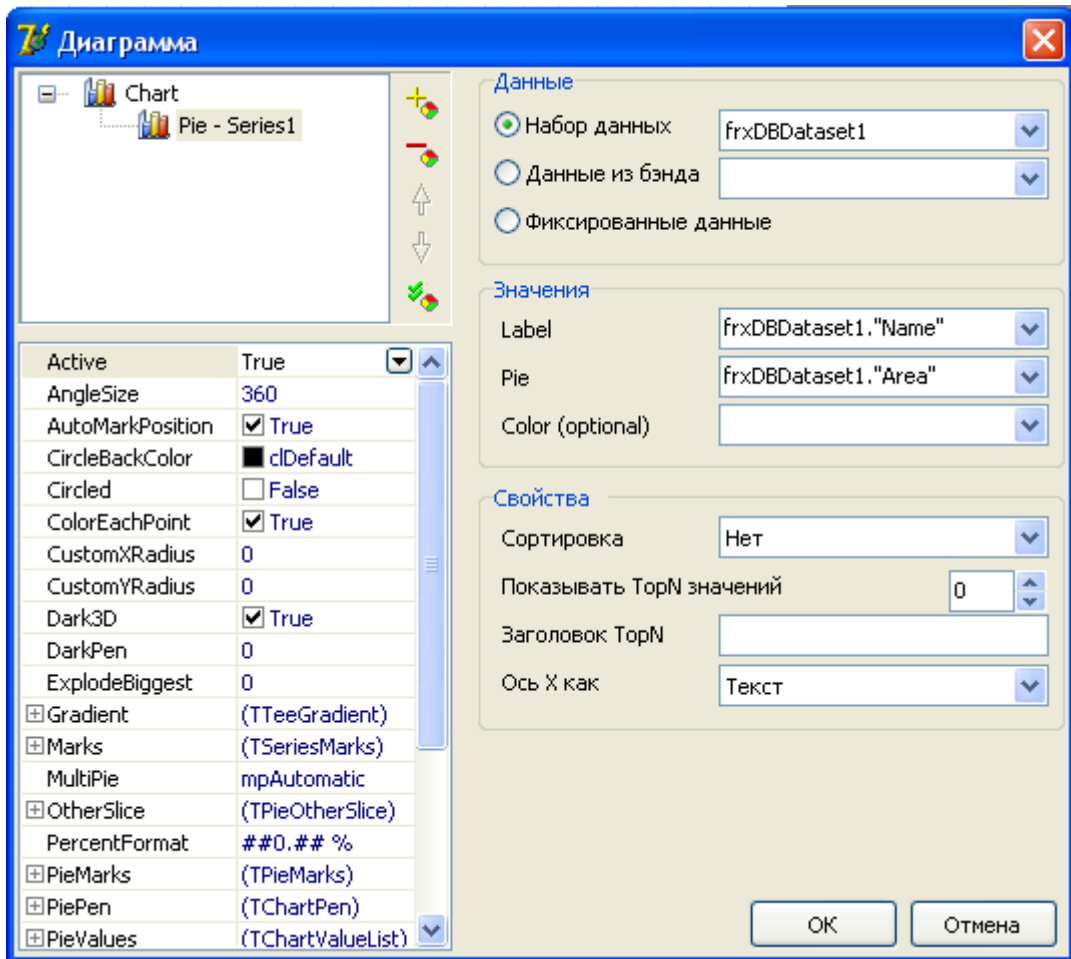 Диаграмма
Chart
Pie - Series1
Active True
AngleSize 360
AutoMarkPosition True
CircleBackColor clDefault
Circled False
ColorEachPoint True
CustomXRadius 0
CustomYRadius 0
Dark3D True
DarkPen 0
ExplodeBiggest 0
Gradient (TTeeGradient)
Marks (TSeriesMarks)
MultiPie mpAutomatic
OtherSlice (TPieOtherSlice)
PercentFormat ##0.## %
PieMarks (TPieMarks)
PiePen (TChartPen)
PieValues (TChartValueList)
Данные
Набор данных frxDBDataset1
Данные из бэнда
Фиксированные данные
Значения
Label frxDBDataset1."Name"
Pie frxDBDataset1."Area"
Color (optional)
Свойства
Сортировка Нет
Показывать TopN значений 0
Заголовок TopN
Ось X как Текст
ОК Отмена